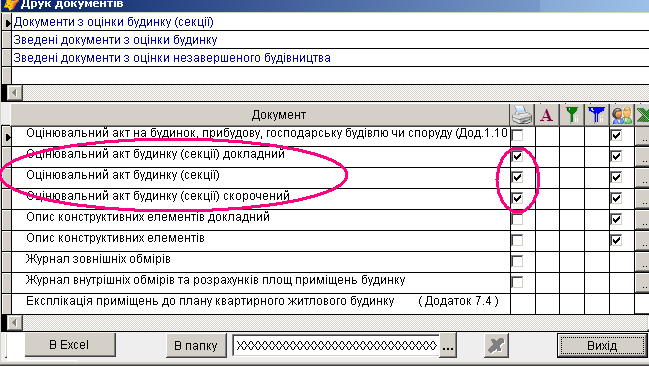 Друк документів
Документи з оцінки будинку (секції)
Зведені документи з оцінки будинку
Зведені документи з оцінки незавершеного будівництва
Документ
A
Оцінювальний акт на будинок, прибудову, господарську будівлю чи споруду (Дод.1.10
Оцінювальний акт будинку (секції) докладний
Оцінювальний акт будинку (секції)
Оцінювальний акт будинку (секції) скорочений
Опис конструктивних елементів докладний
Опис конструктивних елементів
Журнал зовнішніх обмірів
Журнал внутрішніх обмірів та розрахунків площ приміщень будинку
Експлікація приміщень до плану квартирного житлового будинку ( Додаток 7.4 )
В Excel
В папку
XXXXXXXXXXXXXXXXXXXXXXXXXXXX
...
Вихід